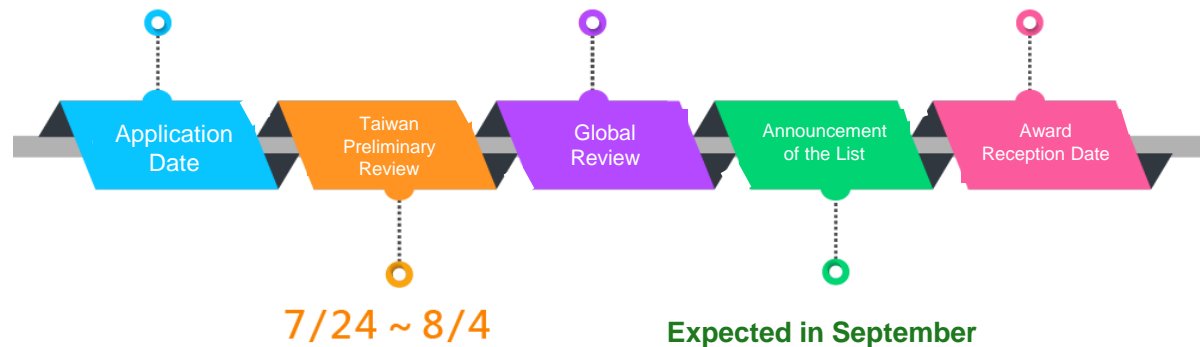 Application
Date
Taiwan
Preliminary
Review
Global
Review
Announcement
of the List
Award
Reception Date
7/24 ~ 8/4
Expected in September